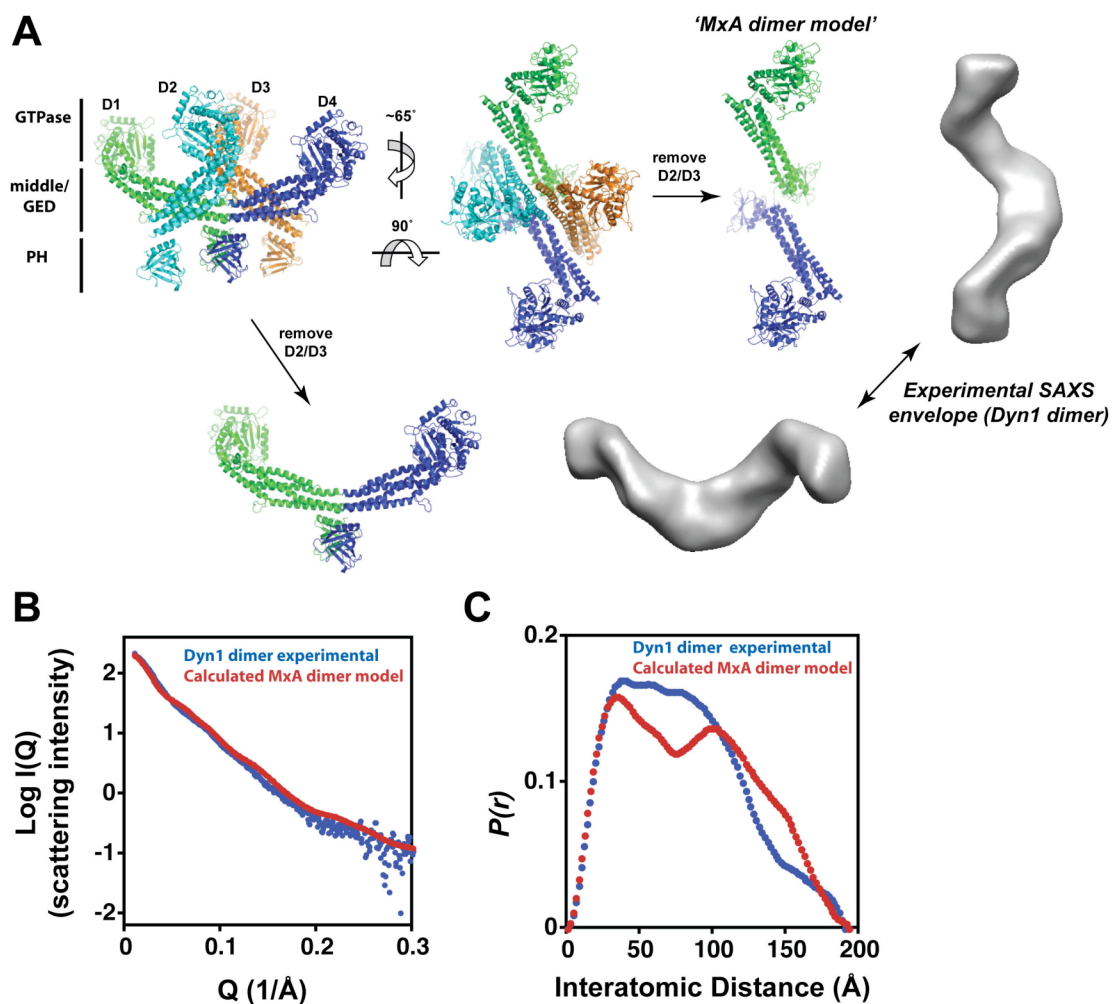 A
'MxA dimer model'
D1
D2
D3
D4
GTPase
middle/
GED
PH
~65°
90°
remove
D2/D3
remove
D2/D3
Experimental SAXS
envelope (Dyn1 dimer)
B
Dyn1 dimer experimental
Calculated MxA dimer model
Log I(Q)
(scattering intensity)
2
1
0
-1
-2
0
0.1
0.2
0.3
Q (1/Å)
C
Dyn1 dimer experimental
Calculated MxA dimer model
P(r)
0.2
0.1
0
0
50
100
150
200
Interatomic Distance (Å)